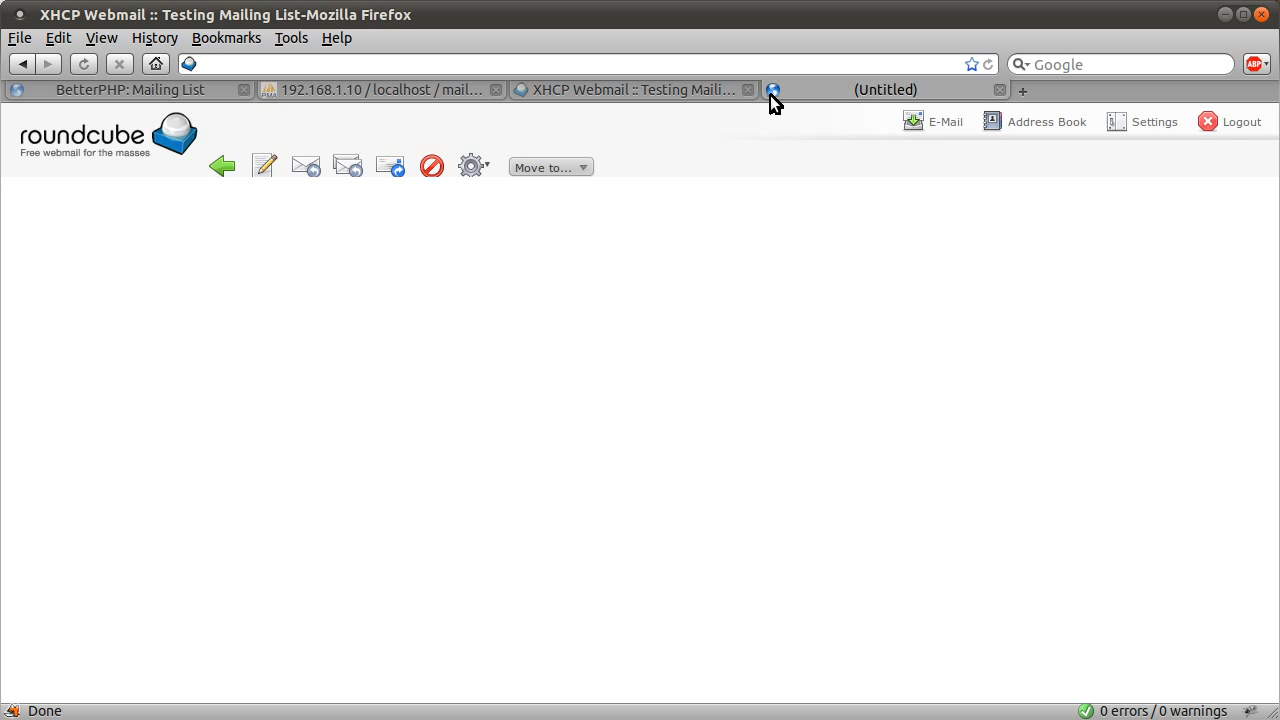 XHCP Webmail :: Testing Mailing List-Mozilla Firefox
File Edit View History Bookmarks Tools Help
Google
ABP
BetterPHP: Mailing List
PMA 192.168.1.10 / localhost / mail...
XHCP Webmail :: Testing Maili...
(Untitled)
roundcube
Free webmail for the masses
E-Mail Address Book Settings Logout
Move to...
Done
0 errors / 0 warnings